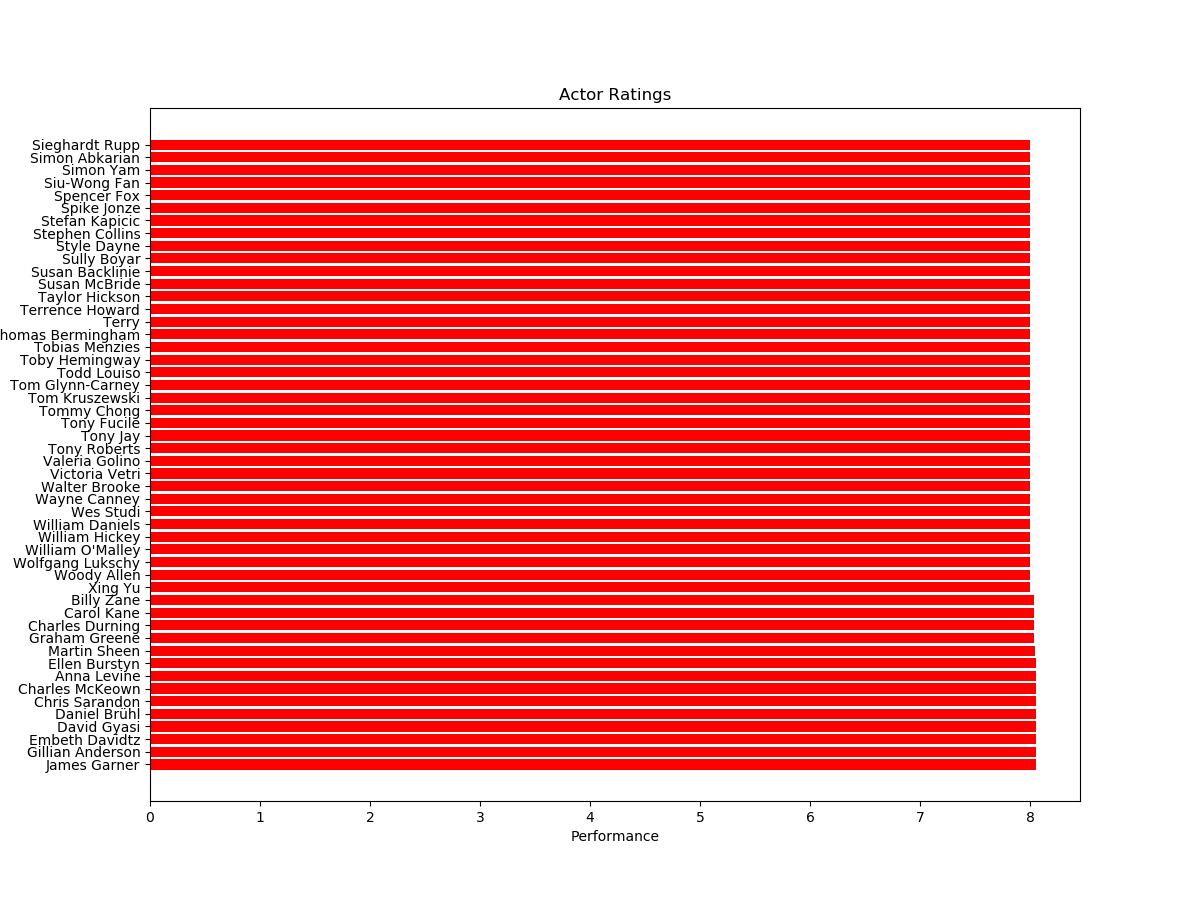 Actor Ratings
Sieghardt Rupp
Simon Abkarian
Simon Yam
Siu-Wong Fan
Spencer Fox
Spike Jonze
Stefan Kapicic
Stephen Collins
Style Dayne
Sully Boyar
Susan Backlinie
Susan McBride
Taylor Hickson
Terrence Howard
Terry
homas Bermingham
Tobias Menzies
Toby Hemingway
Todd Louiso
Tom Glynn-Carney
Tom Kruszewski
Tommy Chong
Tony Fucile
Tony Jay
Tony Roberts
Valeria Golino
Victoria Vetri
Walter Brooke
Wayne Canney
Wes Studi
William Daniels
William Hickey
William O'Malley
Wolfgang Lukschy
Woody Allen
Xing Yu
Billy Zane
Carol Kane
Charles Durning
Graham Greene
Martin Sheen
Ellen Burstyn
Anna Levine
Charles McKeown
Chris Sarandon
Daniel Brühl
David Gyasi
Embeth Davidtz
Gillian Anderson
James Garner
0 1 2 3 4 5 6 7 8
Performance